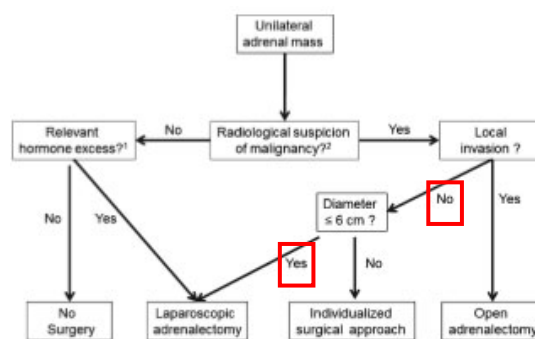 Unilateral
adrenal mass
No
Yes
Relevant
hormone excess?¹
Radiological suspicion
of malignancy?²
Local
invasion ?
No
Yes
Diameter
≤ 6 cm ?
No
Yes
Yes
No
No
Surgery
Laparoscopic
adrenalectomy
Individualized
surgical approach
Open
adrenalectomy